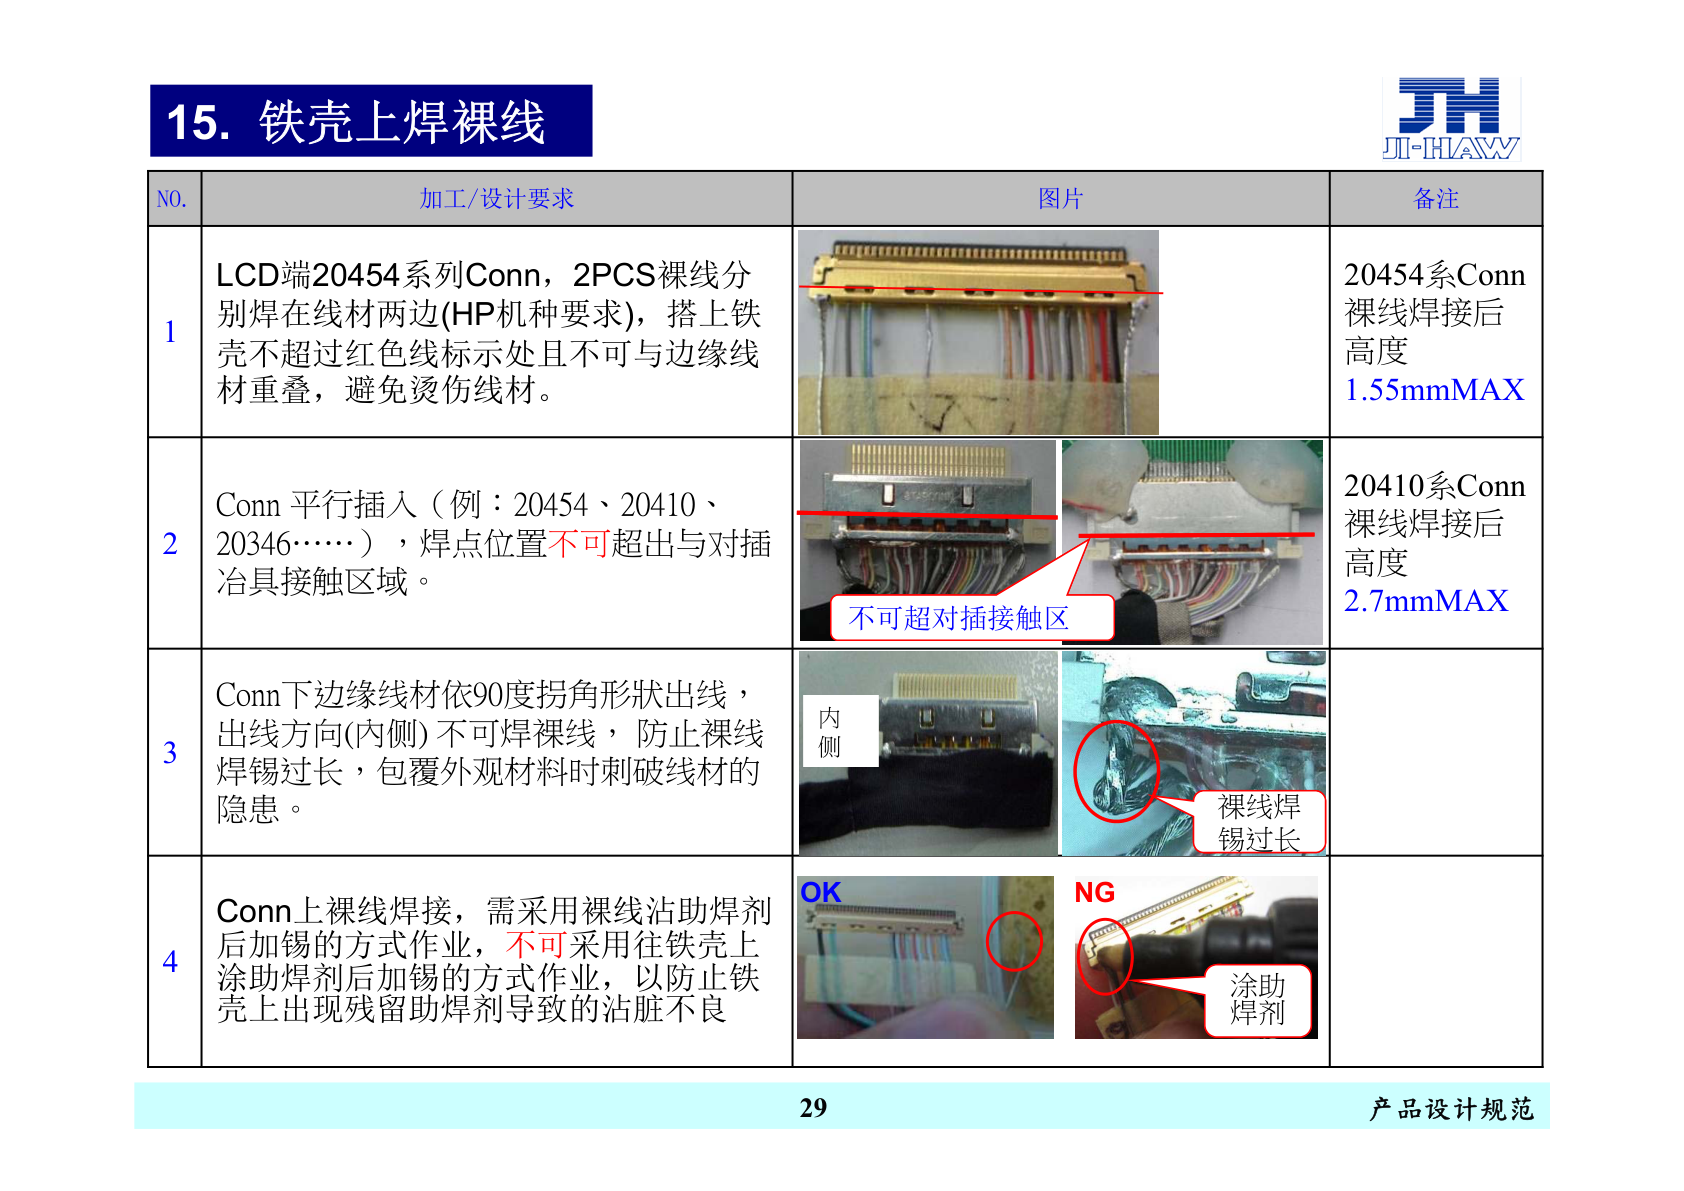 15. 铁壳上焊裸线
JH
JI-HAW
NO.
加工/设计要求
图片
备注
1
LCD端20454系列Conn，2PCS裸线分
别焊在线材两边(HP机种要求)，搭上铁
壳不超过红色线标示处且不可与边缘线
材重叠，避免烫伤线材。
20454系Conn
裸线焊接后
高度
1.55mmMAX
2
Conn 平行插入（例：20454、20410、
20346……），焊点位置不可超出与对插
冶具接触区域。
不可超对插接触区
20410系Conn
裸线焊接后
高度
2.7mmMAX
3
Conn下边缘线材依90度拐角形狀出线，
出线方向(内侧) 不可焊裸线， 防止裸线
焊锡过长，包覆外观材料时刺破线材的
隐患。
内
侧
裸线焊
锡过长
4
Conn上裸线焊接，需采用裸线沾助焊剂
后加锡的方式作业，不可采用往铁壳上
涂助焊剂后加锡的方式作业，以防止铁
壳上出现残留助焊剂导致的沾脏不良
OK
NG
涂助
焊剂
29
产品设计规范